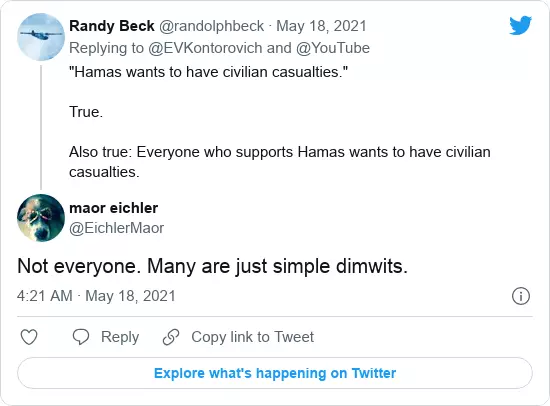 Randy Beck @randolphbeck · May 18, 2021
Replying to @EVKontorovich and @YouTube
"Hamas wants to have civilian casualties."
True.
Also true: Everyone who supports Hamas wants to have civilian
casualties.
maor eichler
@EichlerMaor
Not everyone. Many are just simple dimwits.
4:21 AM · May 18, 2021
Reply Copy link to Tweet
Explore what's happening on Twitter